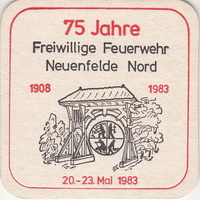 75 Jahre
Freiwillige Feuerwehr
Neuenfelde Nord
1908 1983
20.-23. Mai 1983